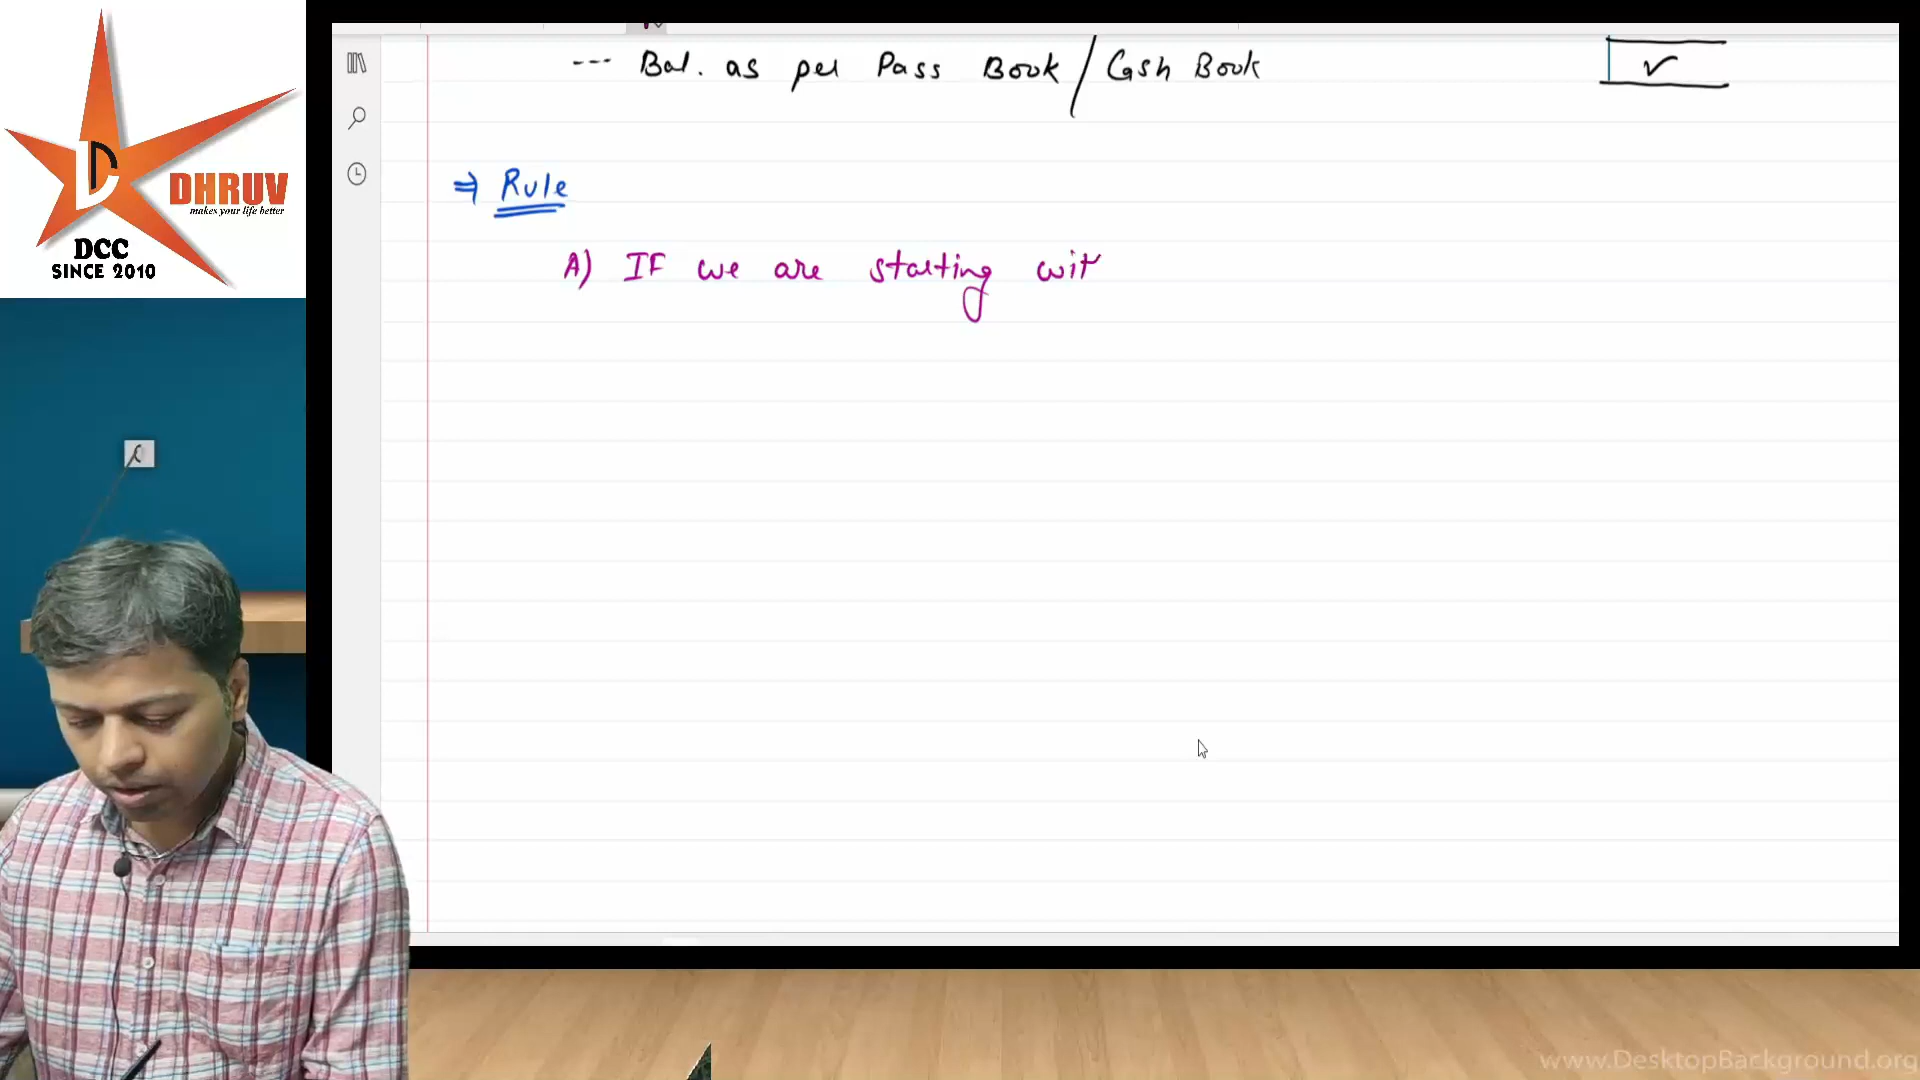 --- Bal. as per Pass Book / Cash Book
⇒ Rule
A) IF we are starting wit
DHRUV
makes your life better
DCC
SINCE 2010
www.DesktopBackground.org